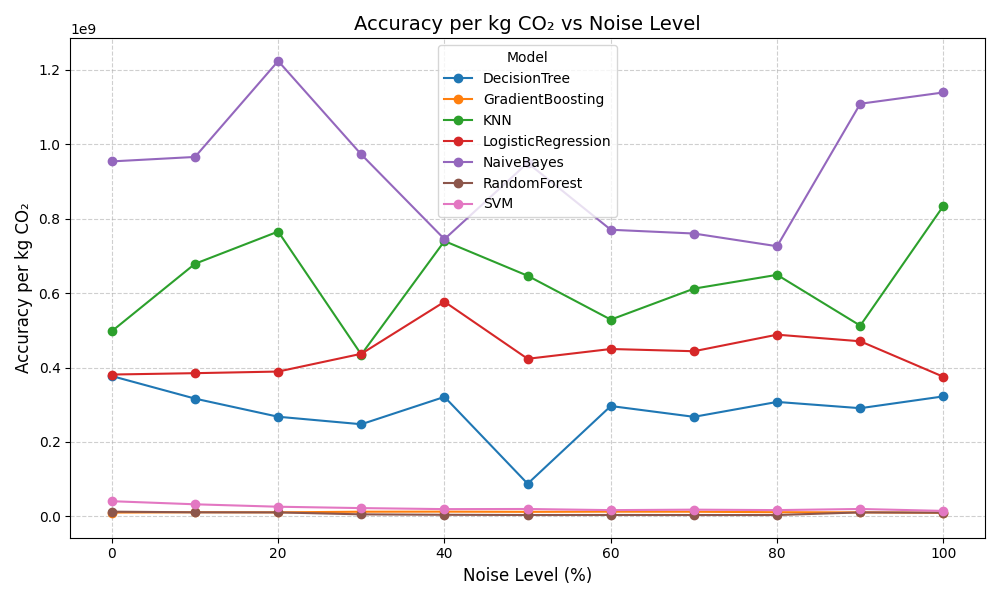 Accuracy per kg CO₂ vs Noise Level
1e9
1.2
1.0
0.8
0.6
0.4
0.2
0.0
Accuracy per kg CO₂
Model
DecisionTree
GradientBoosting
KNN
LogisticRegression
NaiveBayes
RandomForest
SVM
0 20 40 60 80 100
Noise Level (%)